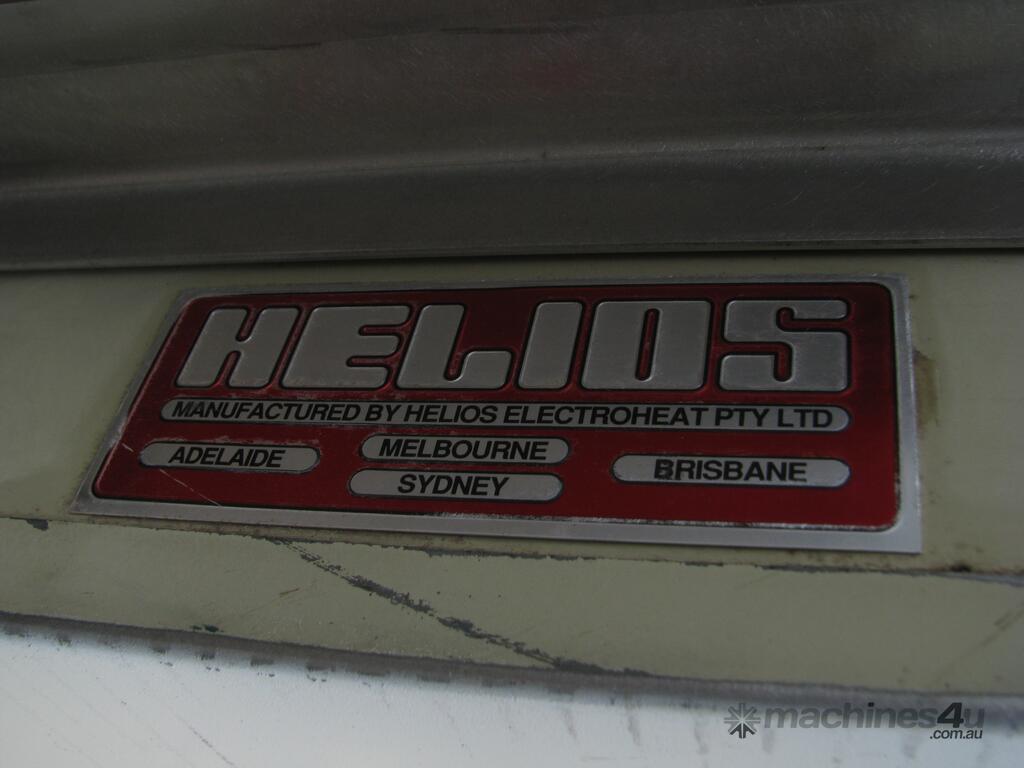 HELIOS
MANUFACTURED BY HELIOS ELECTROHEAT PTY LTD
ADELAIDE
MELBOURNE
SYDNEY
BRISBANE
machines4u
.com.au